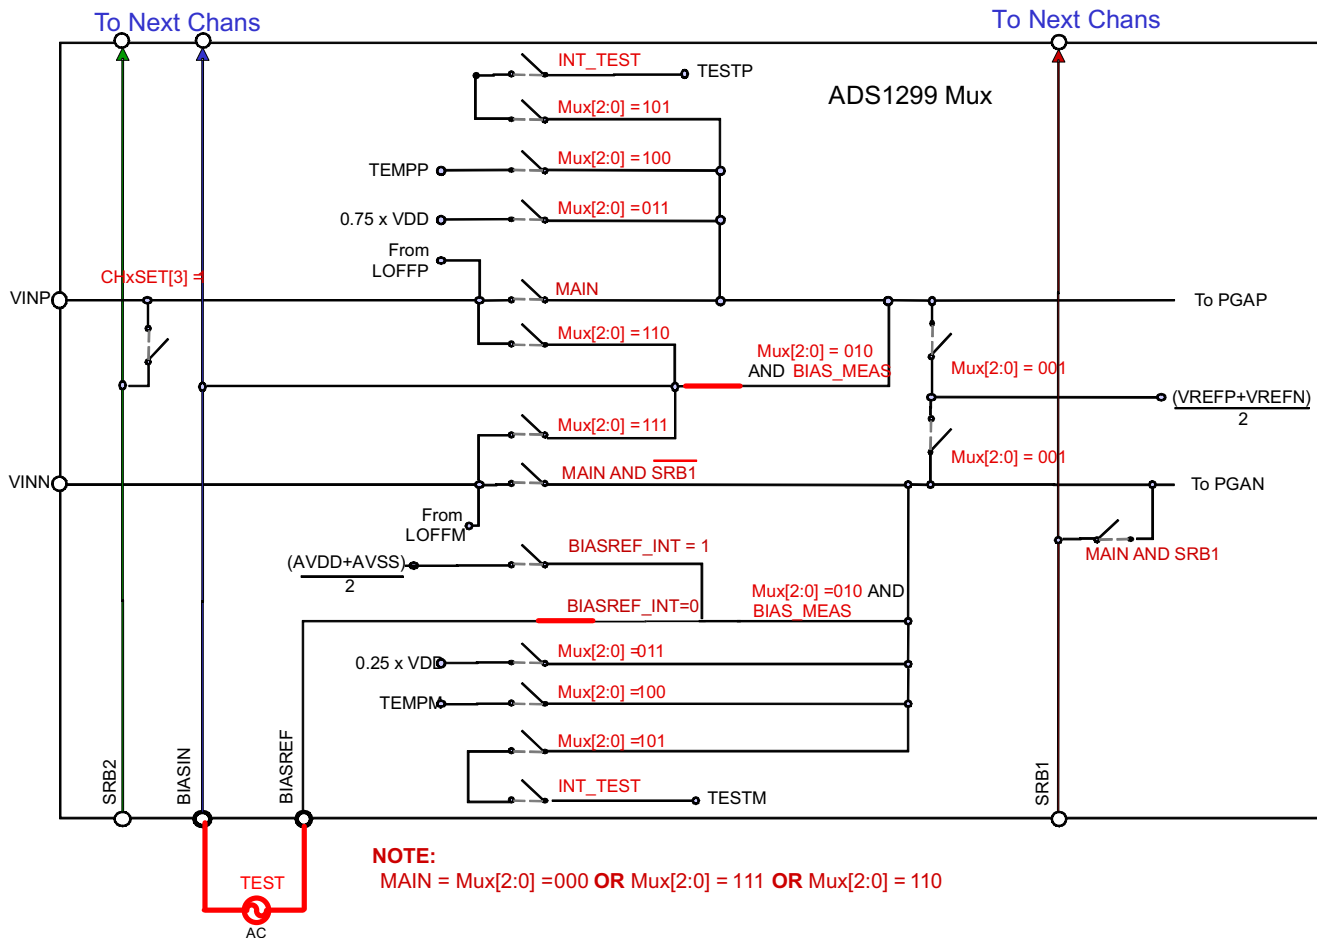 To Next Chans
To Next Chans
INT_TEST
TESTP
ADS1299 Mux
Mux[2:0] =101
TEMPP
Mux[2:0] =100
0.75 x VDD
Mux[2:0] =011
From
LOFFP
CHxSET[3] =
VINP
MAIN
To PGAP
Mux[2:0] =110
Mux[2:0] = 010
AND BIAS_MEAS
Mux[2:0] = 001
(VREFP+VREFN)
2
Mux[2:0] =111
Mux[2:0] = 001
VINN
MAIN AND SRB1
To PGAN
From
LOFFM
BIASREF_INT = 1
MAIN AND SRB1
(AVDD+AVSS)
2
BIASREF_INT=0
Mux[2:0] =010 AND
BIAS_MEAS
0.25 x VDD
Mux[2:0] =011
TEMPM
Mux[2:0] =100
Mux[2:0] =101
SRB2
BIASIN
BIASREF
SRB1
INT_TEST
TESTM
NOTE:
MAIN = Mux[2:0] =000 OR Mux[2:0] = 111 OR Mux[2:0] = 110
TEST
AC